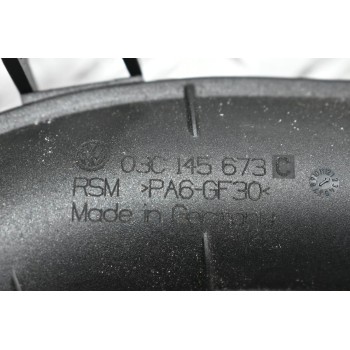 03C 145 673 C
RSM >PA6-GF30<
Made in Germany